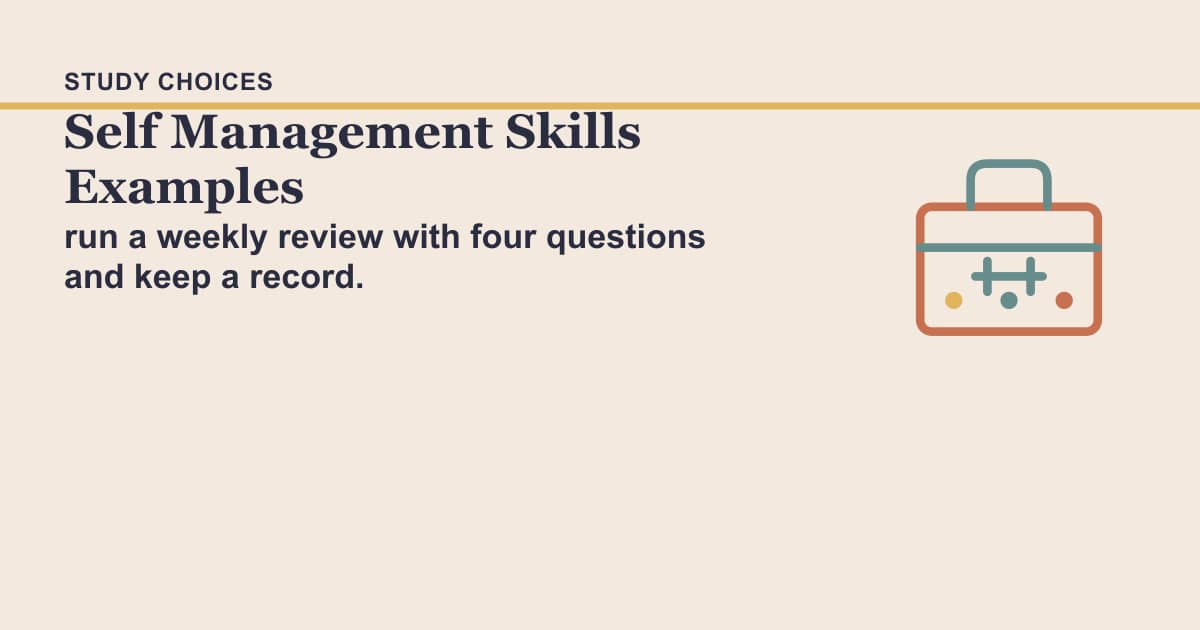 STUDY CHOICES
Self Management Skills
Examples
run a weekly review with four questions
and keep a record.